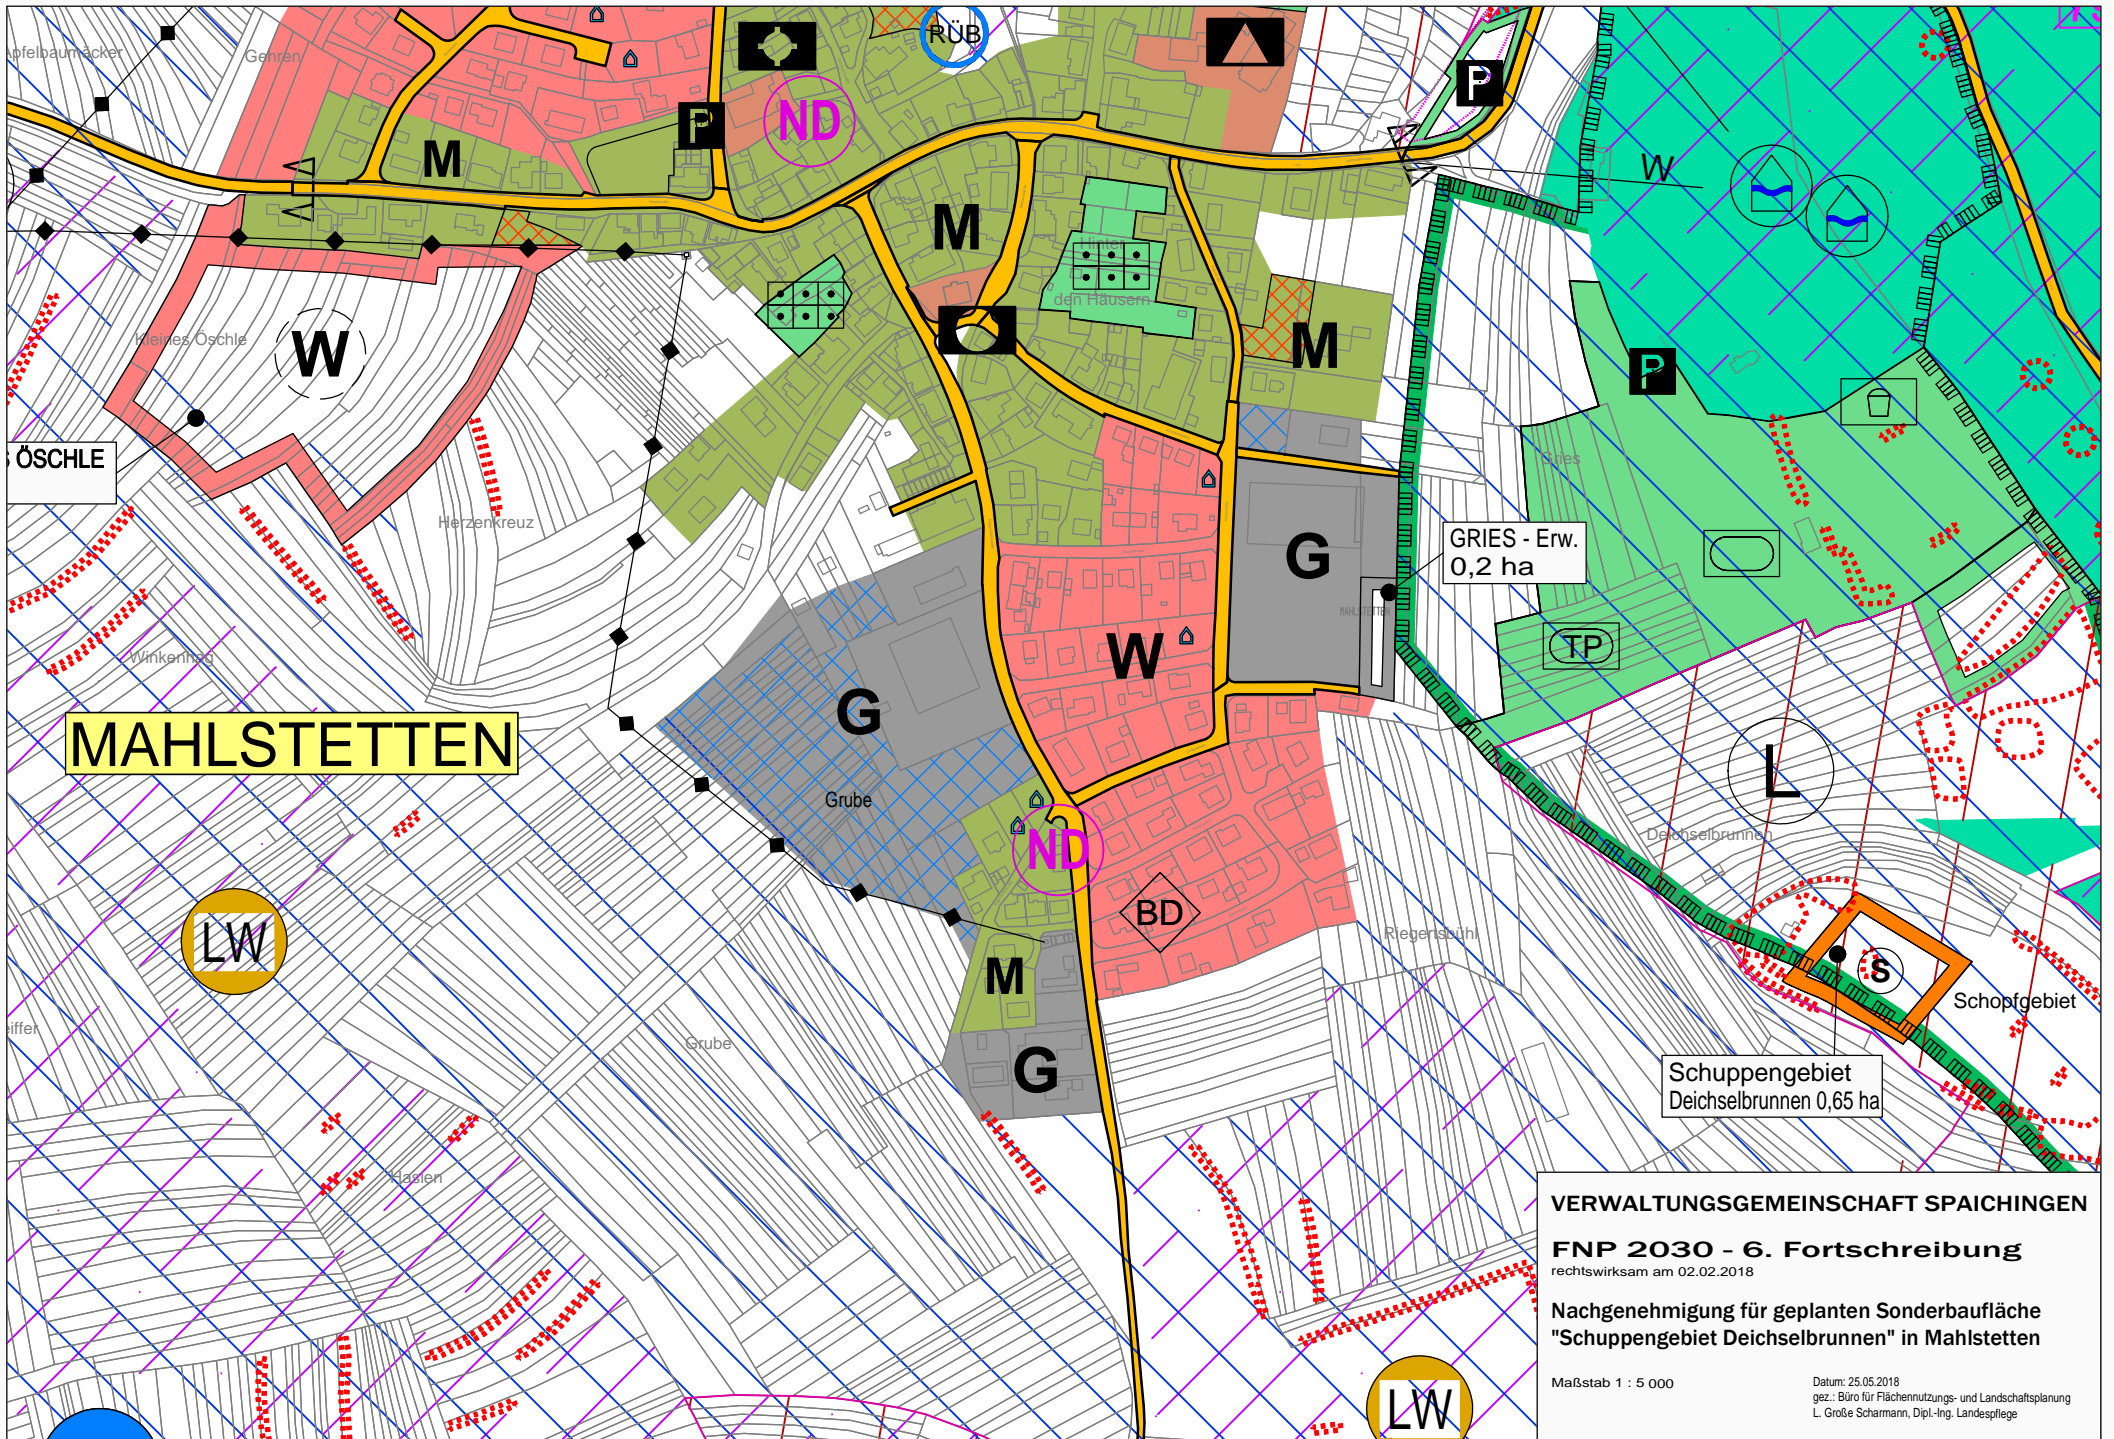 Apfelbaumäcker
Gehren
RÜB
P
P
ND
M
W
M
Hinter
den Häusern
Kleines Öschle
W
M
P
ÖSCHLE
Gries
Herzenkreuz
GRIES - Erw.
0,2 ha
G
MAHLSTETTEN
TP
Winkenhag
W
G
MAHLSTETTEN
L
Grube
ND
Deichselbrunnen
BD
LW
Riegertsbühl
S
M
Schopfgebiet
eiffer
Grube
G
Schuppengebiet
Deichselbrunnen 0,65 ha
Haslen
VERWALTUNGSGEMEINSCHAFT SPAICHINGEN
FNP 2030 - 6. Fortschreibung
rechtswirksam am 02.02.2018
Nachgenehmigung für geplanten Sonderbaufläche
"Schuppengebiet Deichselbrunnen" in Mahlstetten
Maßstab 1 : 5 000
Datum: 25.05.2018
gez.: Büro für Flächennutzungs- und Landschaftsplanung
L. Große Scharmann, Dipl.-Ing. Landespflege
LW